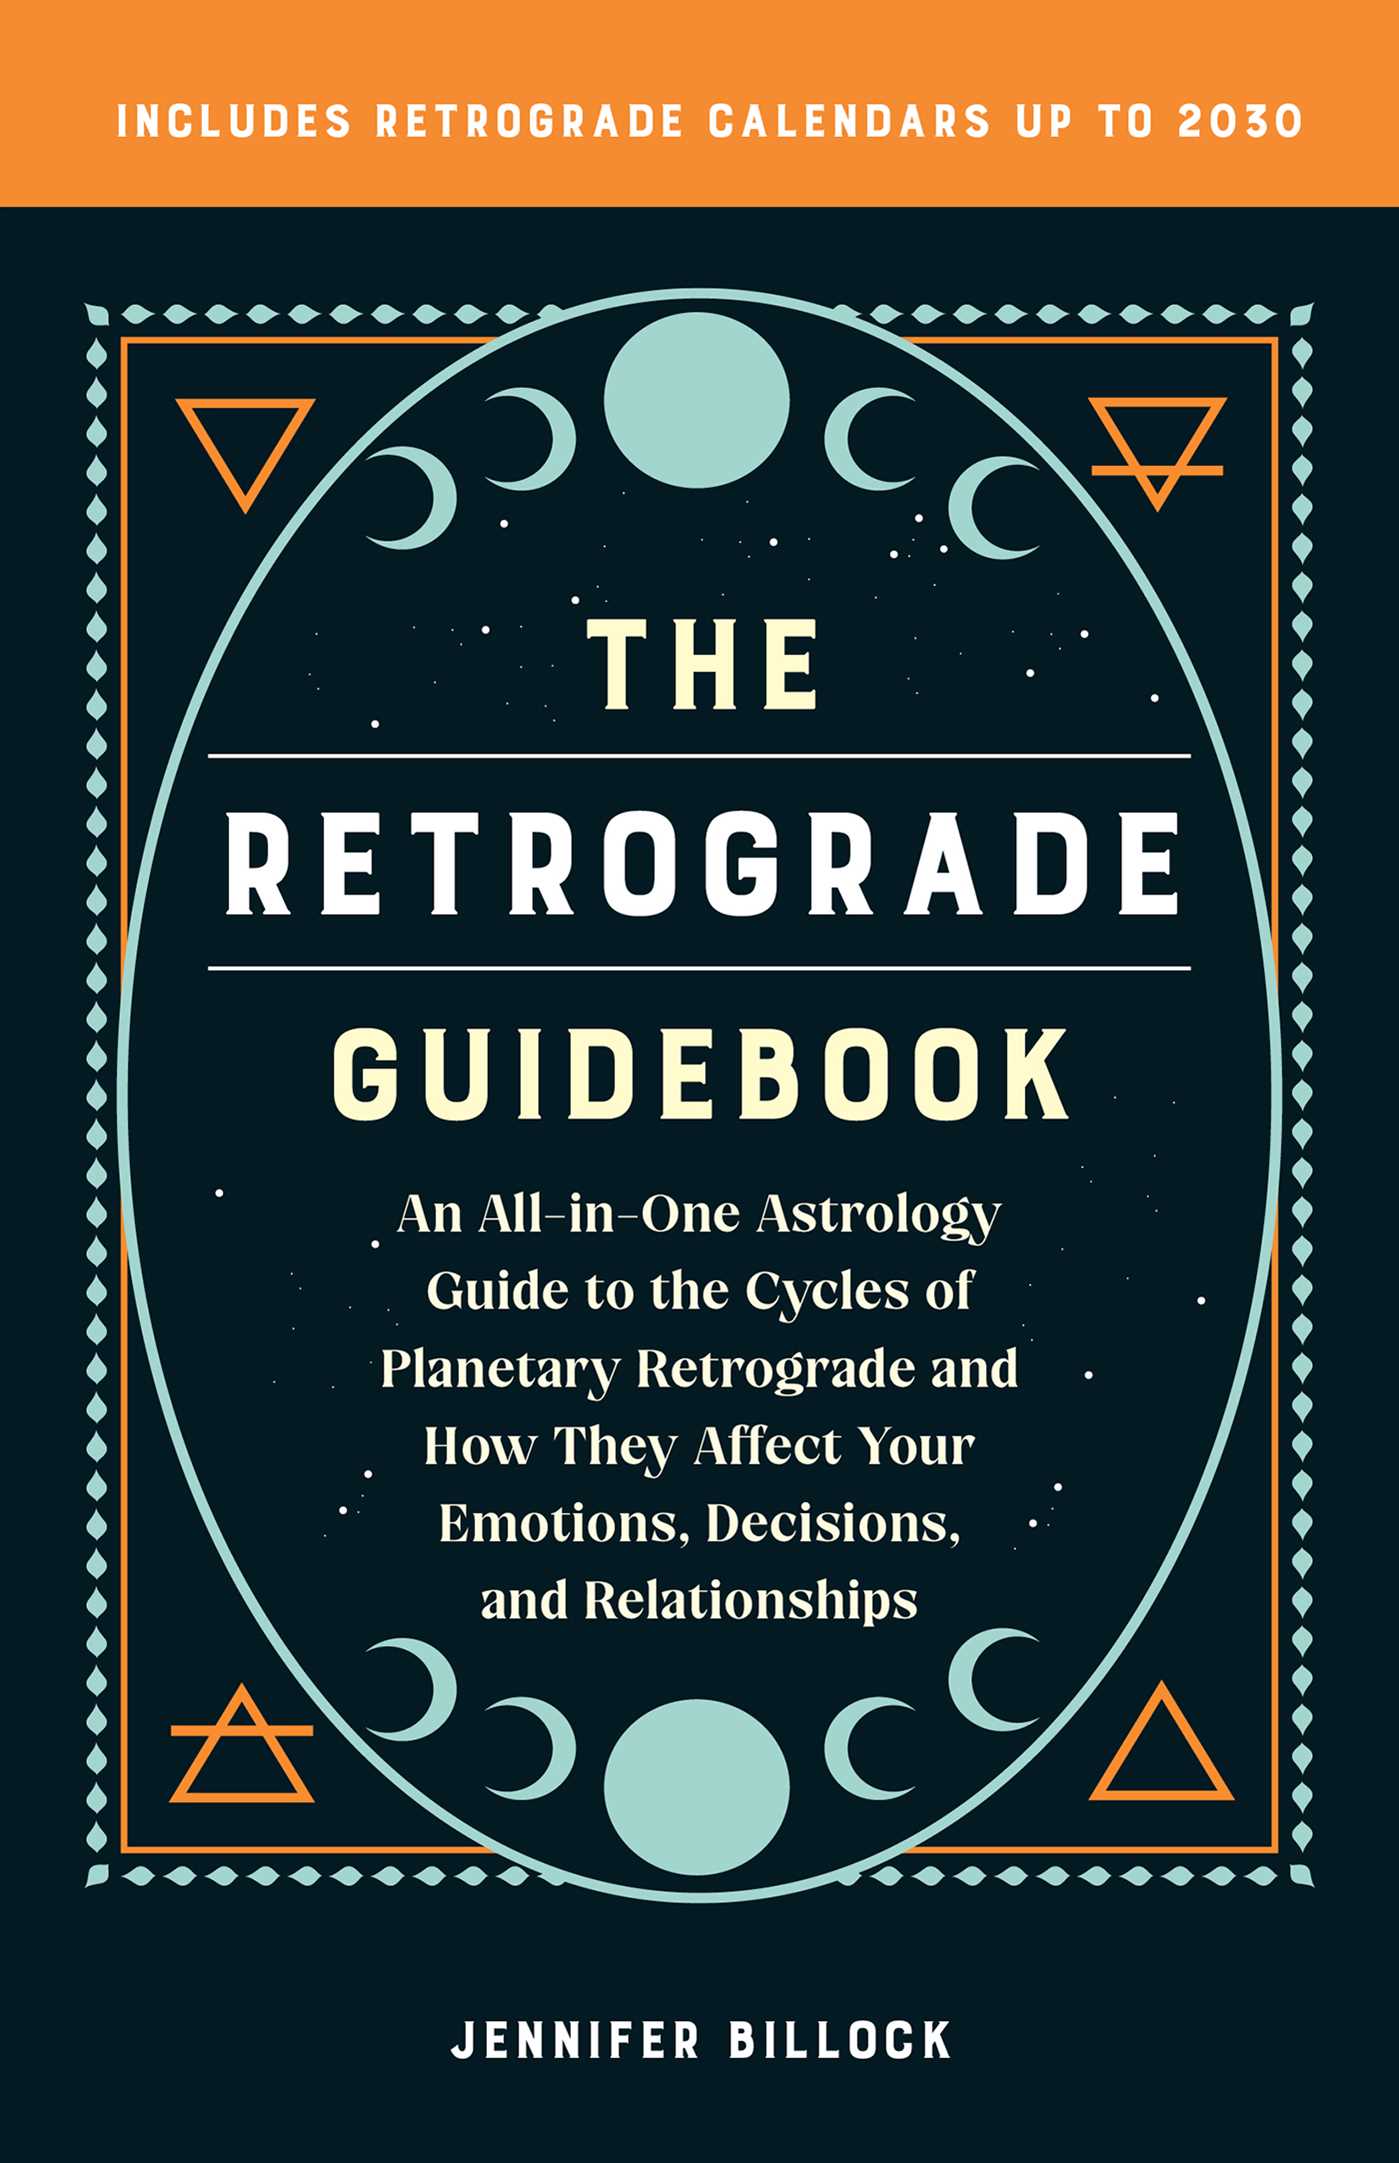 INCLUDES RETROGRADE CALENDARS UP TO 2030
THE
RETROGRADE
GUIDEBOOK
An All-in-One Astrology
Guide to the Cycles of
Planetary Retrograde and
How They Affect Your
Emotions, Decisions,
and Relationships
JENNIFER BILLOCK